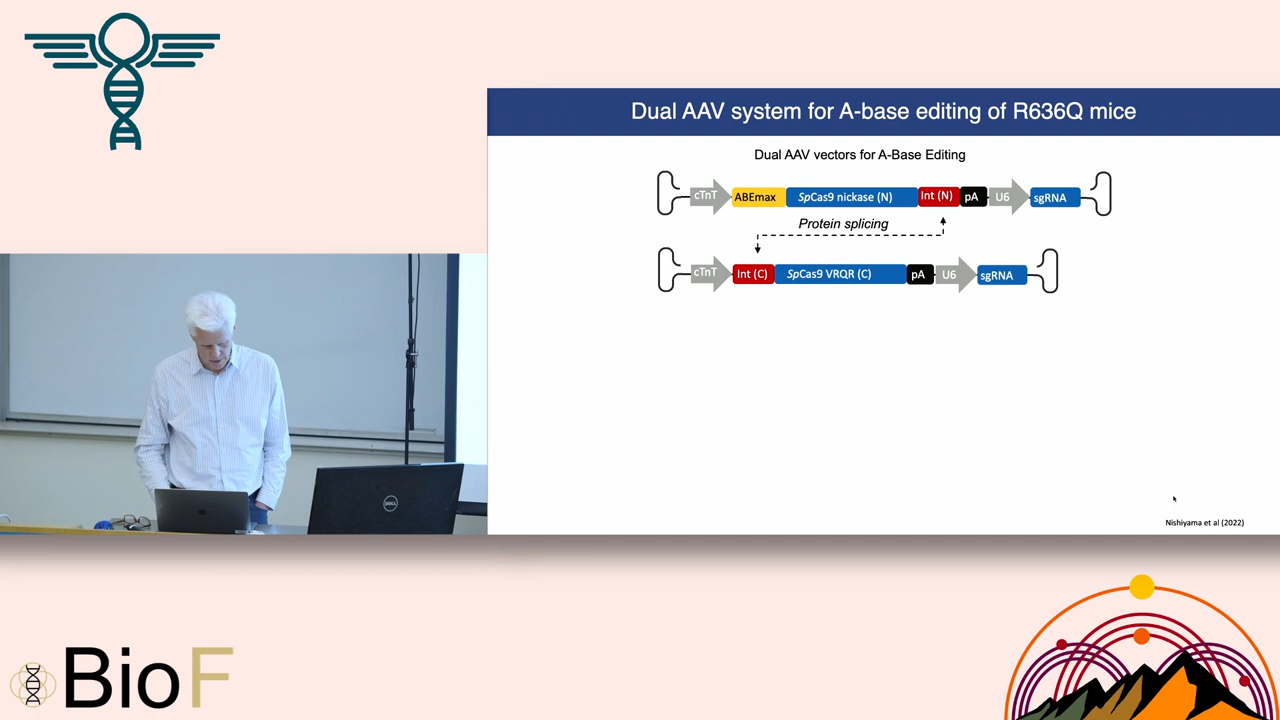 Dual AAV system for A-base editing of R636Q mice
Dual AAV vectors for A-Base Editing
cTnT ABEmax SpCas9 nickase (N) Int (N) pA U6 sgRNA
Protein splicing
cTnT Int (C) SpCas9 VRQR (C) pA U6 sgRNA
Nishiyama et al (2022)
DELL
BioF